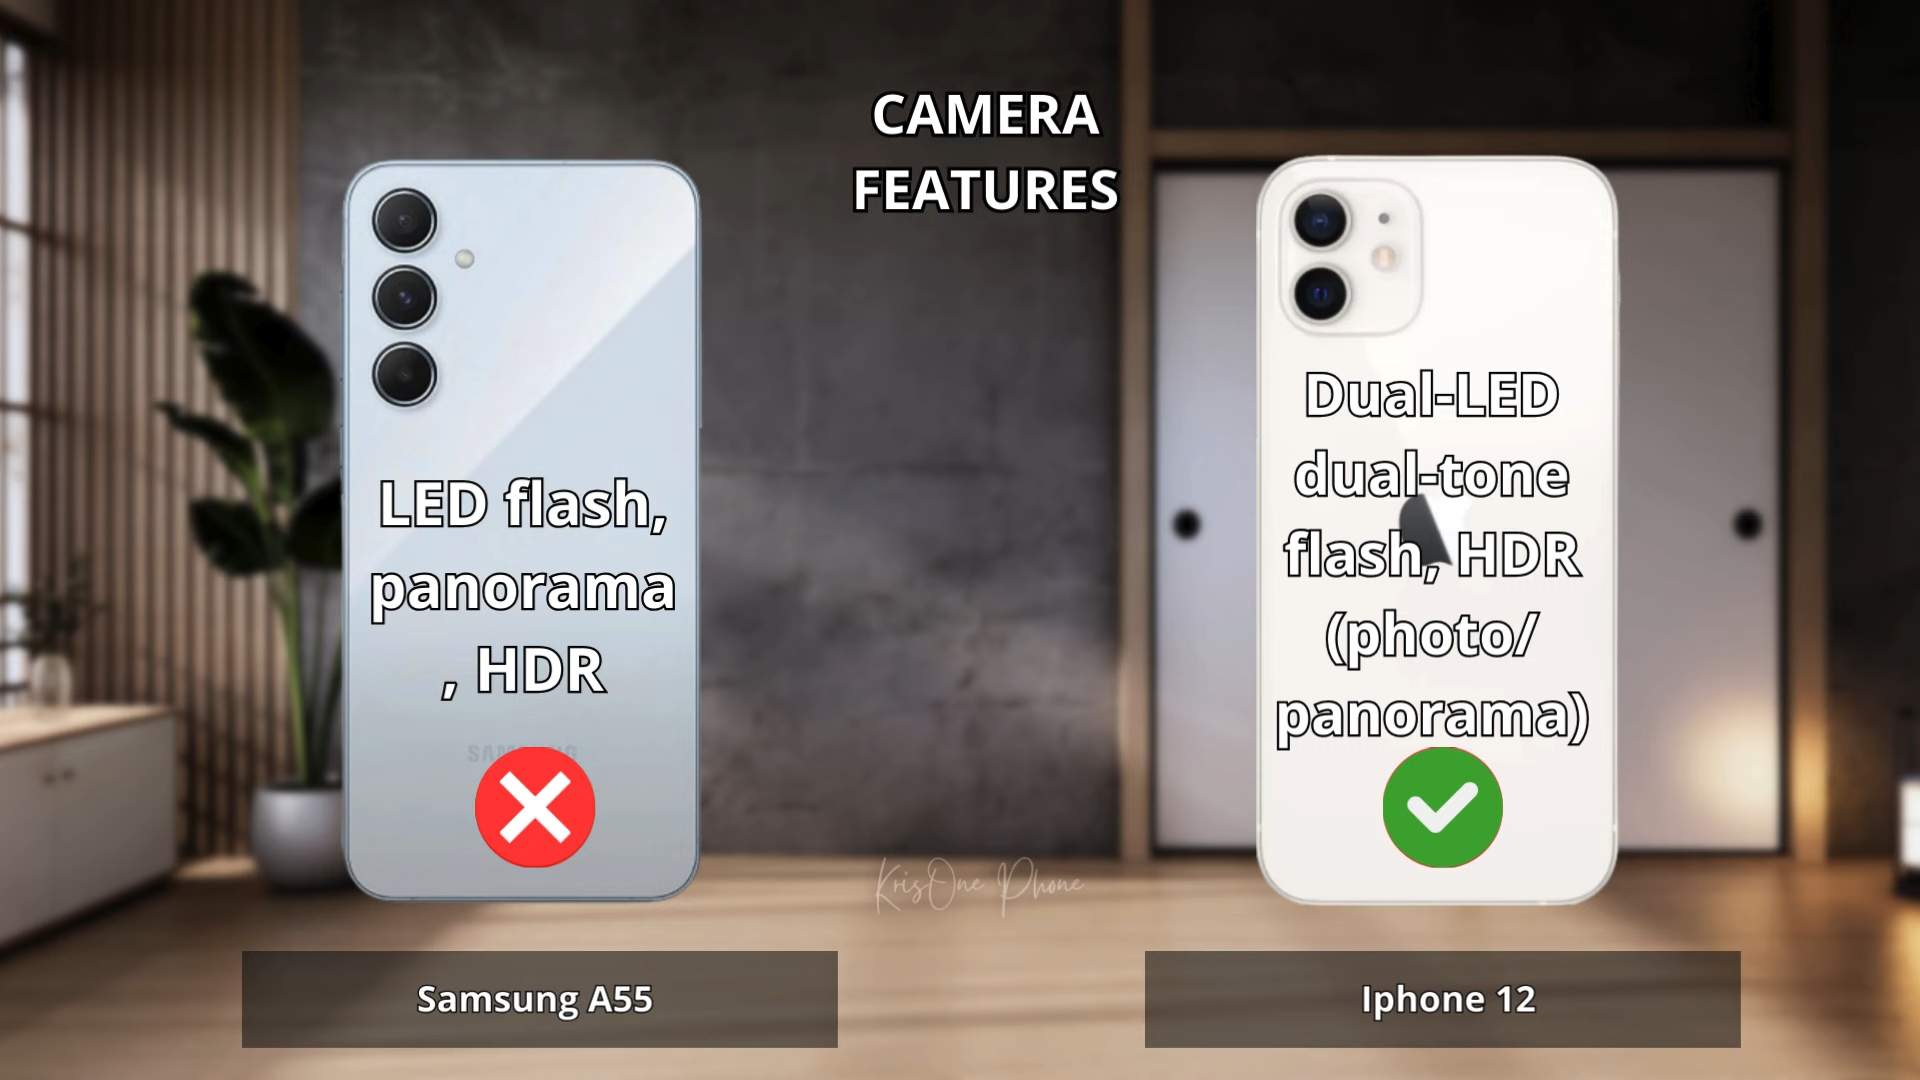 CAMERA
FEATURES
LED flash,
panorama
, HDR
SAMSUNG
Dual-LED
dual-tone
flash, HDR
(photo/
panorama)
KrisOne Phone
Samsung A55
Iphone 12